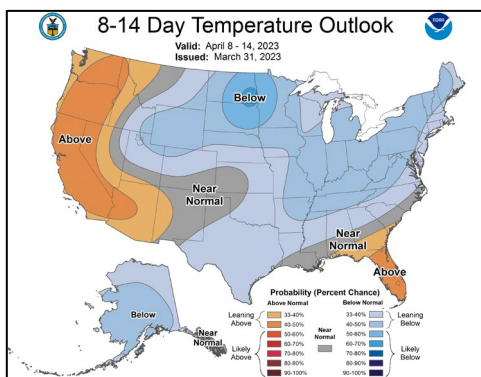 8-14 Day Temperature Outlook
Valid: April 8 - 14, 2023
Issued: March 31, 2023
NOAA
Below
Above
Near
Normal
Near
Normal
Above
Below
Near
Normal
Probability (Percent Chance)
Above Normal
Below Normal
Leaning
Above
33-40%
40-50%
Near
Normal
33-40%
40-50%
Leaning
Below
Likely
Above
50-60%
60-70%
70-80%
80-90%
90-100%
50-60%
60-70%
70-80%
80-90%
90-100%
Likely
Below